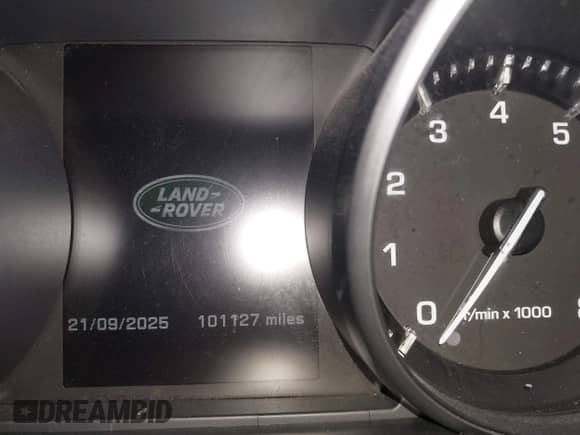 LAND-
-ROVER
21/09/2025 101127 miles
0
1
2
3
4
5
r/min x 1000
DREAMBID